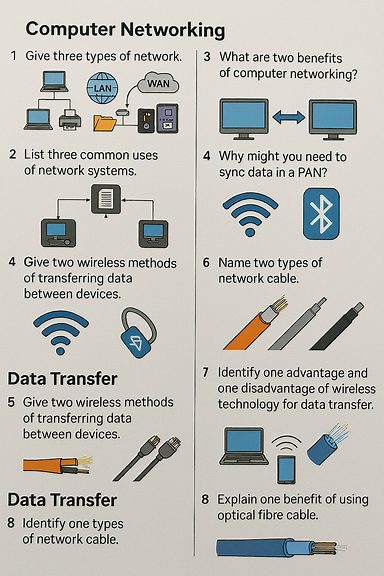 Computer Networking
1 Give three types of network.
LAN
WAN
2 List three common uses
of network systems.
4 Give two wireless methods
of transferring data
between devices.
Data Transfer
5 Give two wireless methods
of transferring data
between devices.
Data Transfer
8 Identify one types
of network cable.
3 What are two benefits
of computer networking?
4 Why might you need to
sync data in a PAN?
6 Name two types of
network cable.
7 Identify one advantage and
one disadvantage of wireless
technology for data transfer.
8 Explain one benefit of using
optical fibre cable.